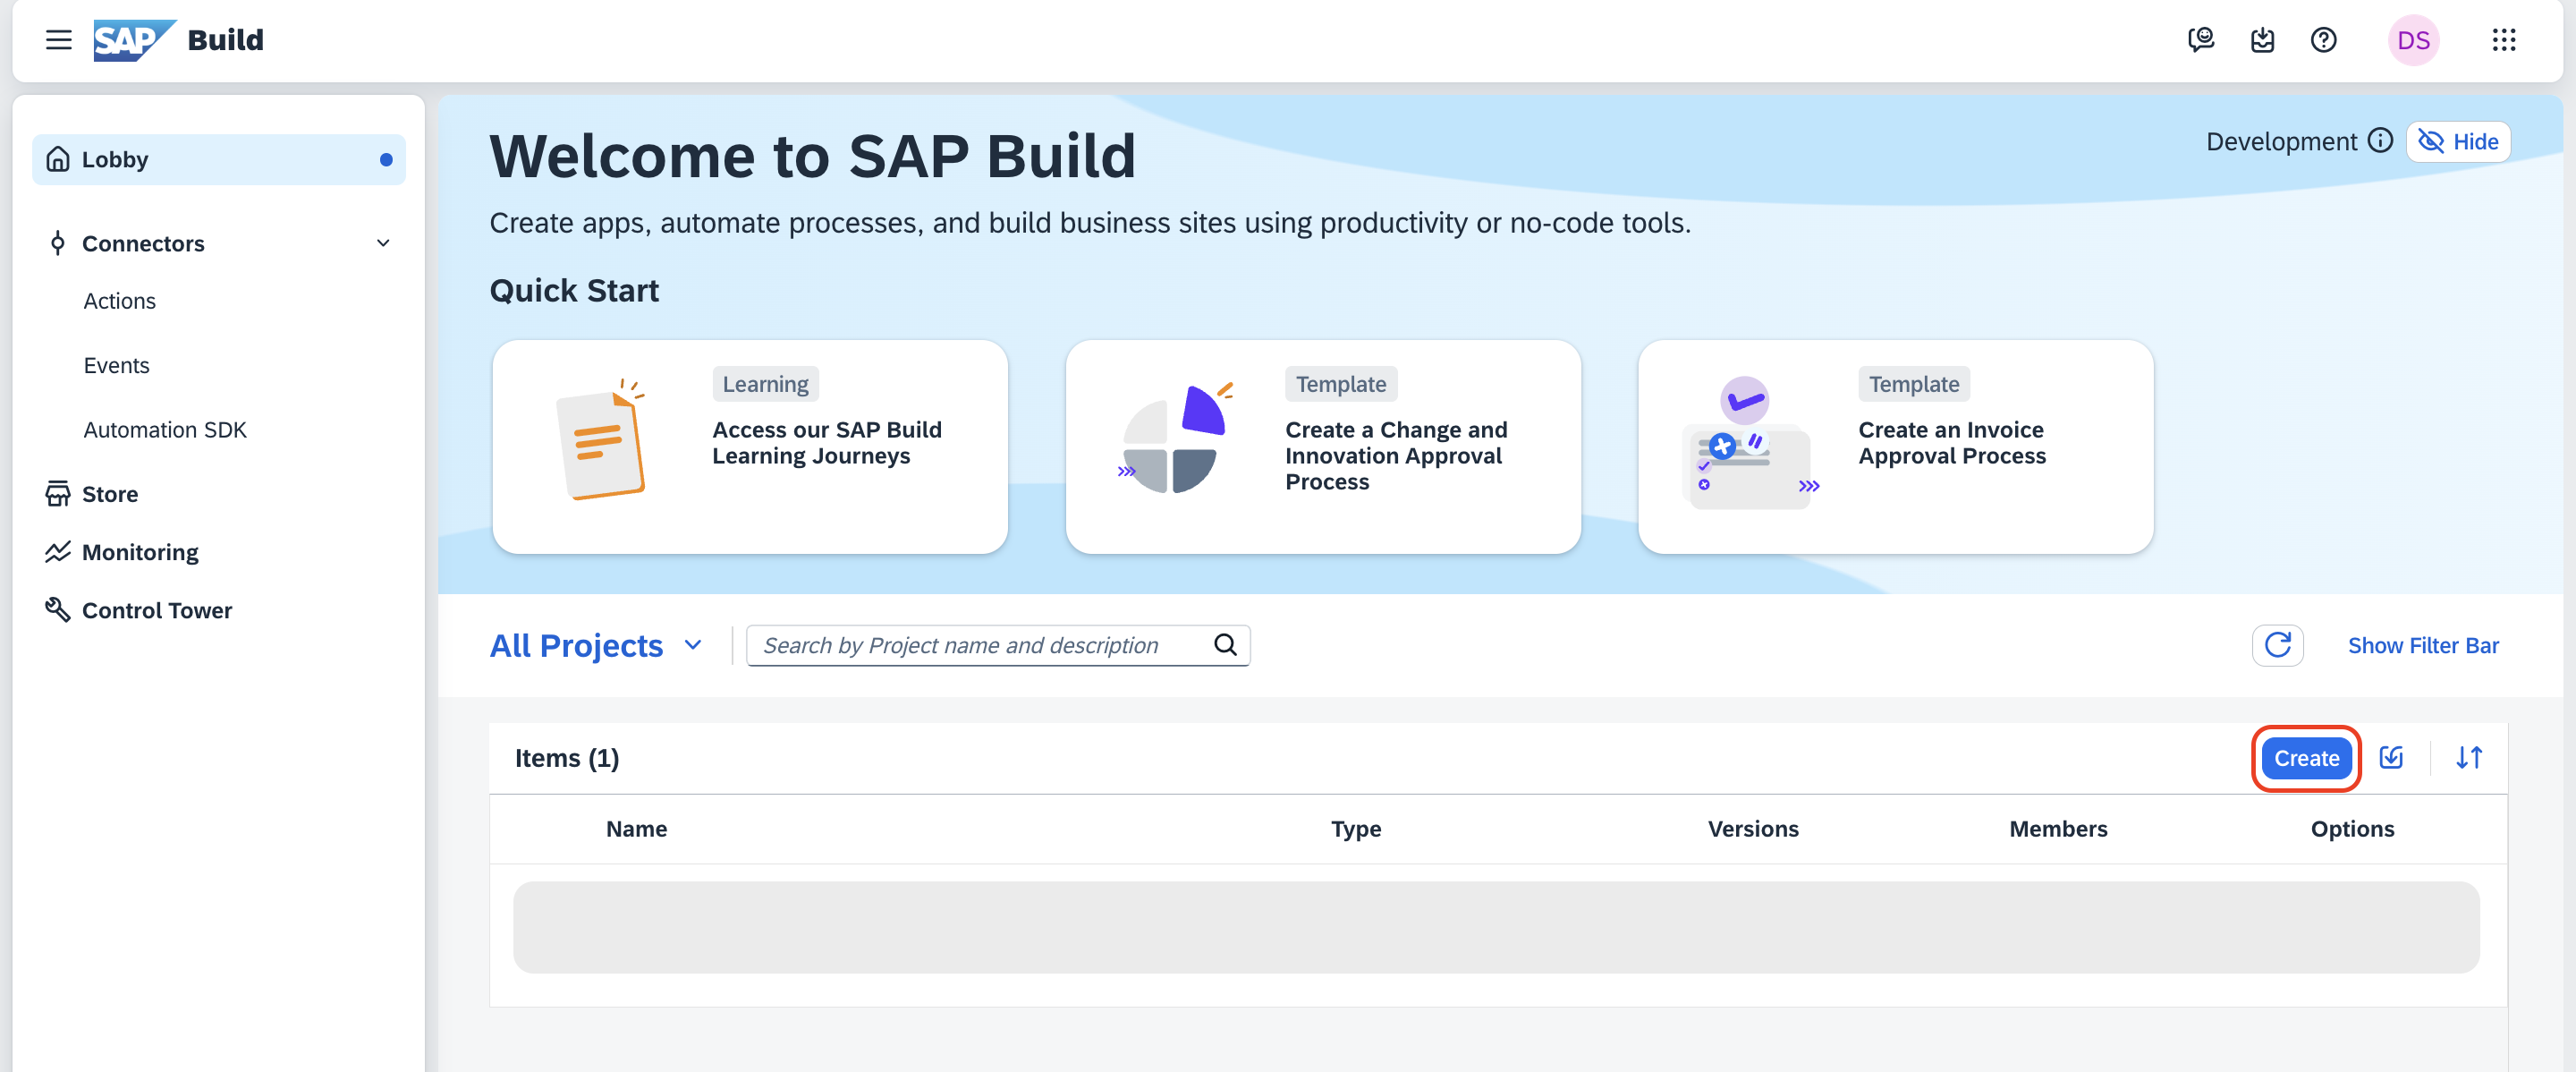 SAP Build
DS
Lobby
Connectors
Actions
Events
Automation SDK
Store
Monitoring
Control Tower
Welcome to SAP Build
Development
Hide
Create apps, automate processes, and build business sites using productivity or no-code tools.
Quick Start
Learning
Access our SAP Build
Learning Journeys
Template
Create a Change and
Innovation Approval
Process
Template
Create an Invoice
Approval Process
All Projects
Search by Project name and description
Show Filter Bar
Items (1)
Create
Name Type Versions Members Options